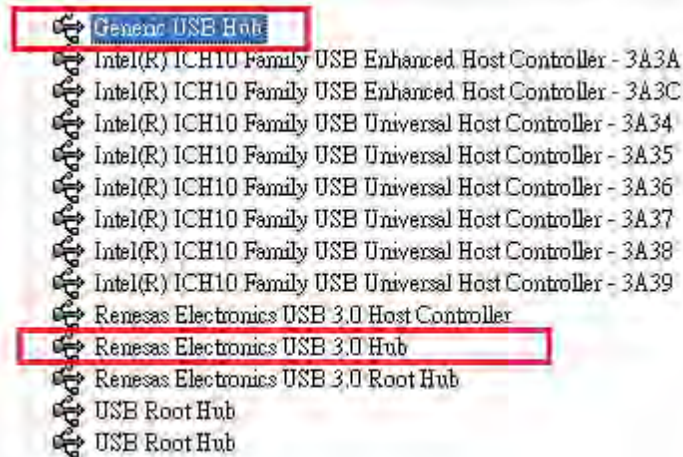 Generic USB Hub
Intel(R) ICH10 Family USB Enhanced Host Controller - 3A3A
Intel(R) ICH10 Family USB Enhanced Host Controller - 3A3C
Intel(R) ICH10 Family USB Universal Host Controller - 3A34
Intel(R) ICH10 Family USB Universal Host Controller - 3A35
Intel(R) ICH10 Family USB Universal Host Controller - 3A36
Intel(R) ICH10 Family USB Universal Host Controller - 3A37
Intel(R) ICH10 Family USB Universal Host Controller - 3A38
Intel(R) ICH10 Family USB Universal Host Controller - 3A39
Renesas Electronics USB 3.0 Host Controller
Renesas Electronics USB 3.0 Hub
Renesas Electronics USB 3.0 Root Hub
USB Root Hub
USB Root Hub